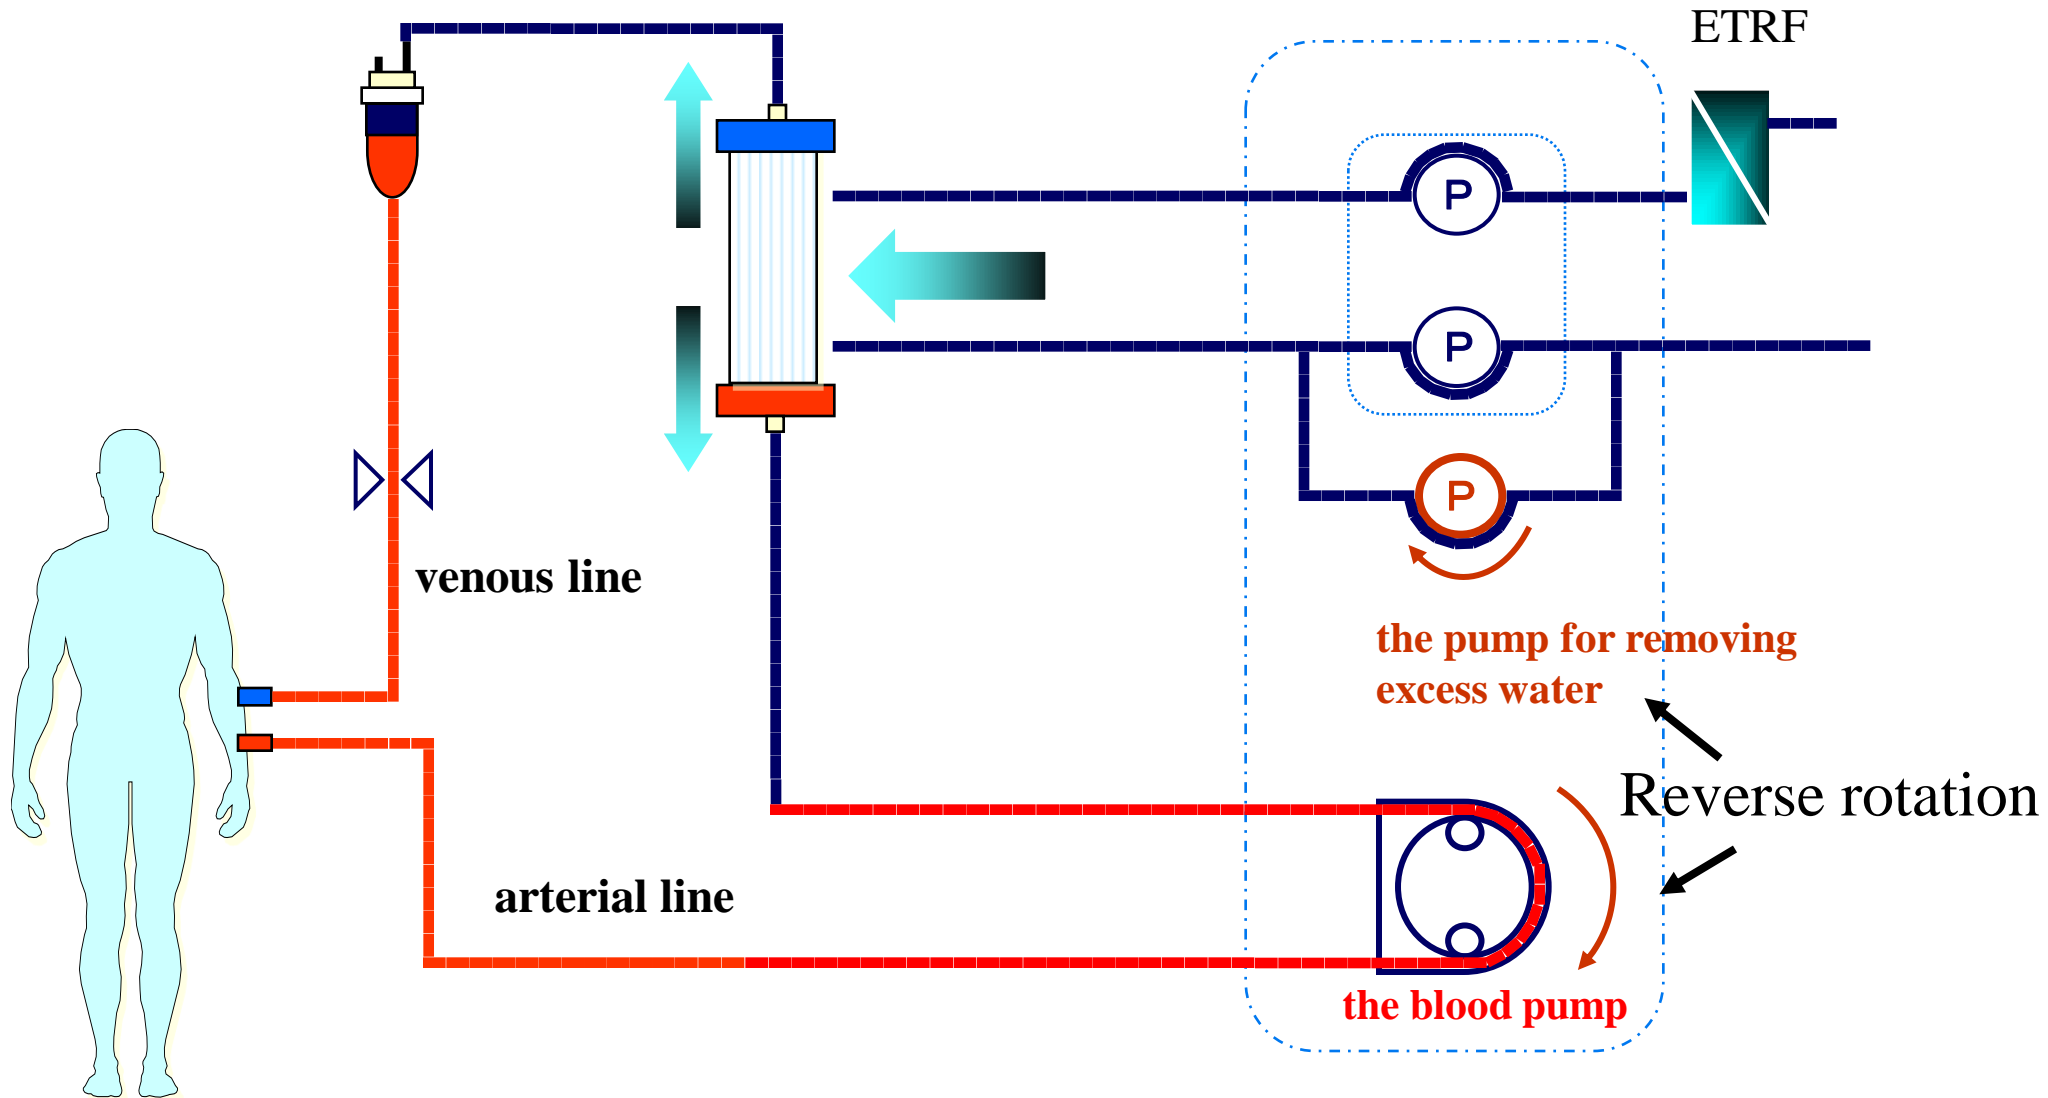 ETRF
P
P
P
venous line
the pump for removing
excess water
Reverse rotation
arterial line
the blood pump